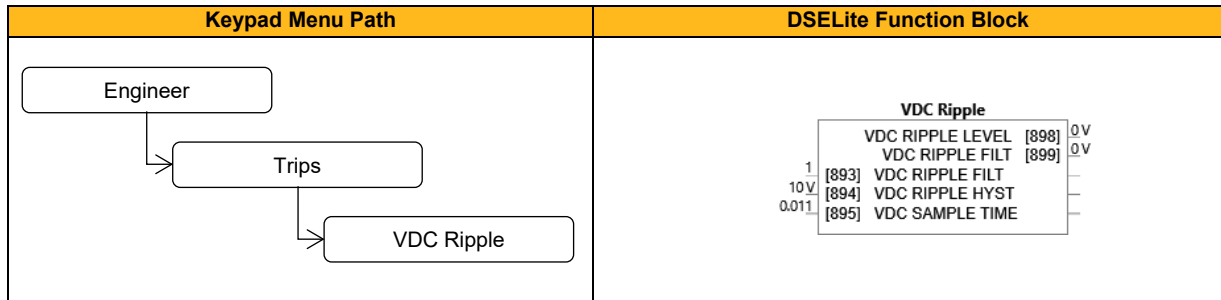 Keypad Menu Path
DSELite Function Block
Engineer
Trips
VDC Ripple
VDC Ripple
VDC RIPPLE LEVEL [898] 0 V
VDC RIPPLE FILT [899] 0 V
1 [893] VDC RIPPLE FILT
10 V [894] VDC RIPPLE HYST
0.011 [895] VDC SAMPLE TIME